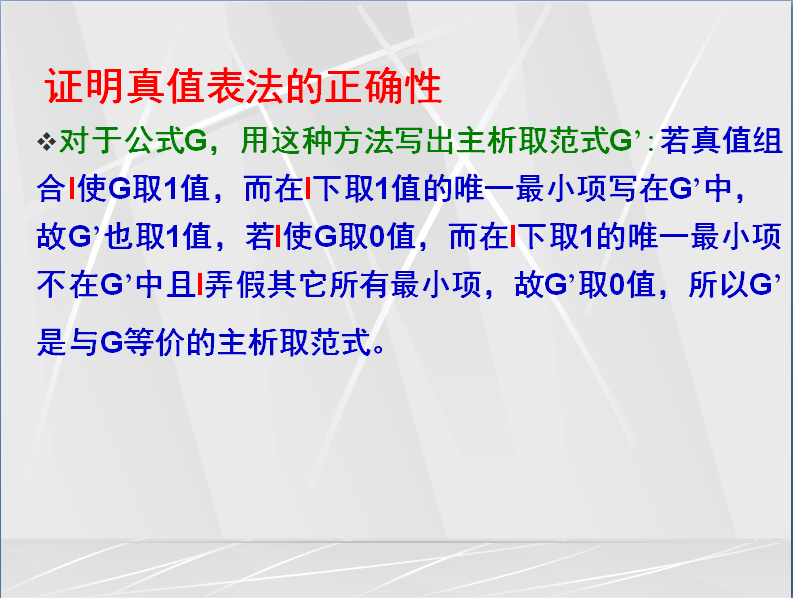 证明真值表法的正确性
❖对于公式G，用这种方法写出主析取范式G’:若真值组
合I使G取1值，而在I下取1值的唯一最小项写在G’中，
故G’也取1值，若I使G取0值，而在I下取1的唯一最小项
不在G’中且I弄假其它所有最小项，故G’取0值，所以G’
是与G等价的主析取范式。